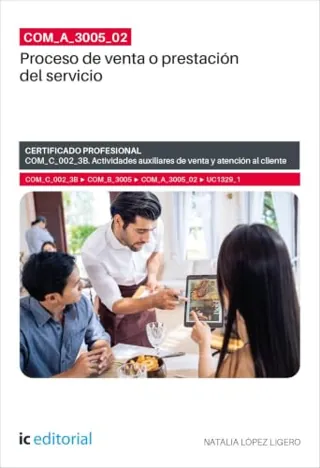 COM_A_3005_02
Proceso de venta o prestación
del servicio
CERTIFICADO PROFESIONAL
COM_C_002_3B. Actividades auxiliares de venta y atención al cliente
COM_C_002_3B ▸ COM_B_3005 ▸ COM_A_3005_02 ▸ UC1329_1
ic editorial
NATALIA LÓPEZ LIGERO